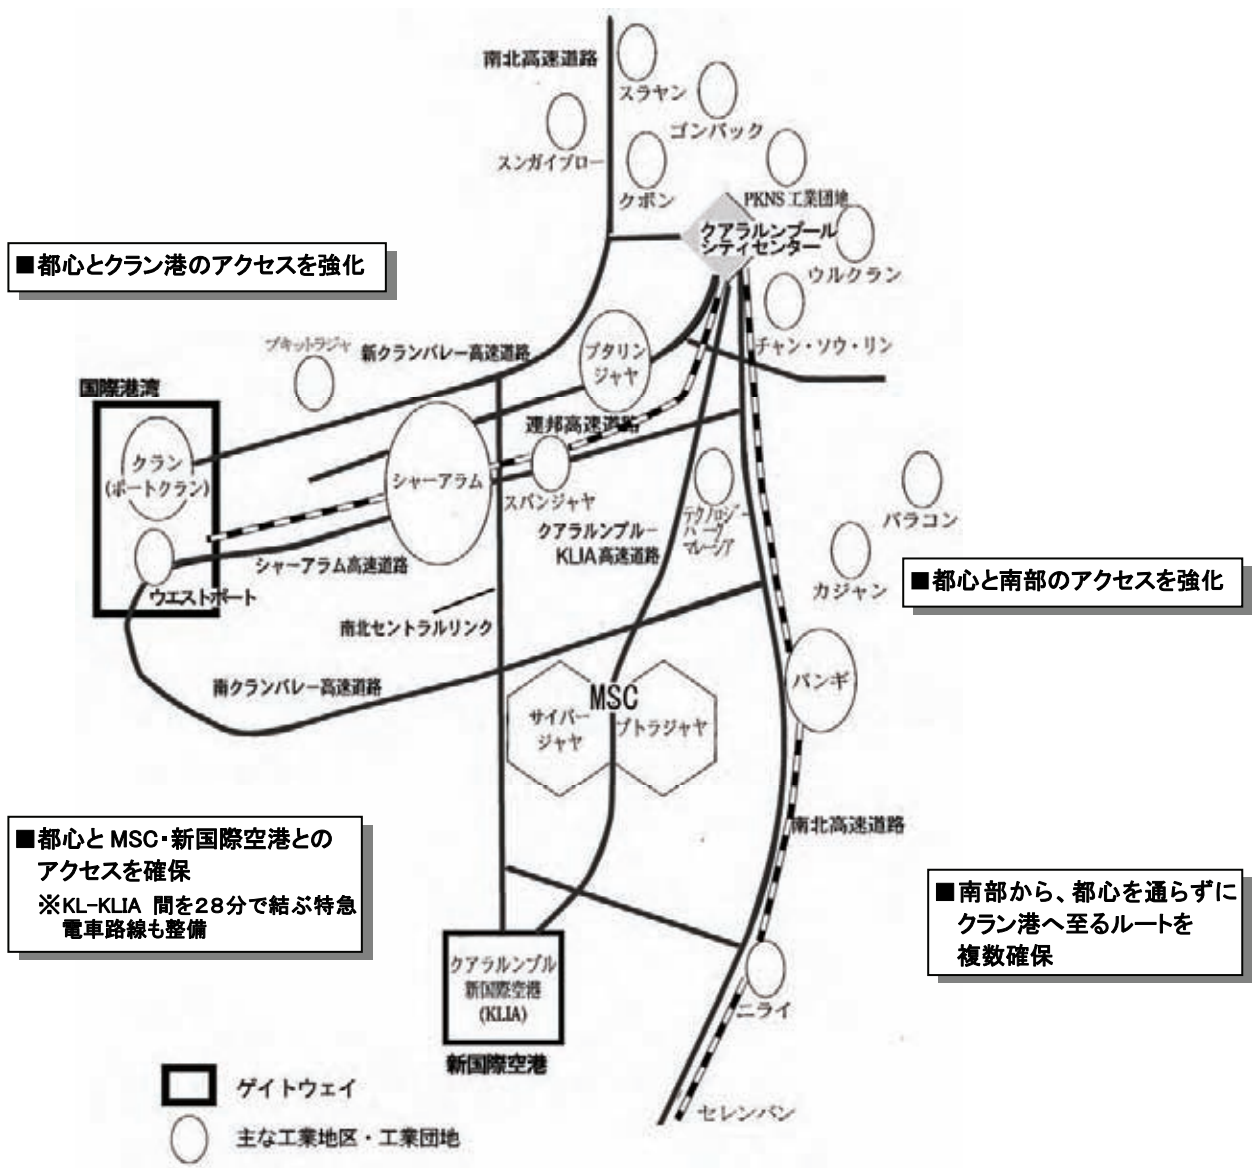 南北高速道路
スラヤン
ゴンバック
スンガイブロー
クボン
PKNS 工業団地
クアラルンプール
シティセンター
ウルクラン
■都心とクラン港のアクセスを強化
チャン・ソウ・リン
ブキットラジャ
新クランバレー高速道路
プタリン
ジャヤ
国際港湾
連邦高速道路
クラン
(ポートクラン)
シャーアラム
スバンジャヤ
テクノロジー
パーク
マレーシア
バラコン
クアラルンプルー
KLIA高速道路
シャーアラム高速道路
カジャン
■都心と南部のアクセスを強化
ウエストポート
南北セントラルリンク
南クランバレー高速道路
MSC
バンギ
サイバー
ジャヤ
プトラジャヤ
■都心と MSC・新国際空港との
アクセスを確保
※KL-KLIA 間を28分で結ぶ特急
電車路線も整備
南北高速道路
■南部から、都心を通らずに
クラン港へ至るルートを
複数確保
クアラルンプル
新国際空港
(KLIA)
ニライ
新国際空港
ゲイトウェイ
セレンバン
主な工業地区・工業団地